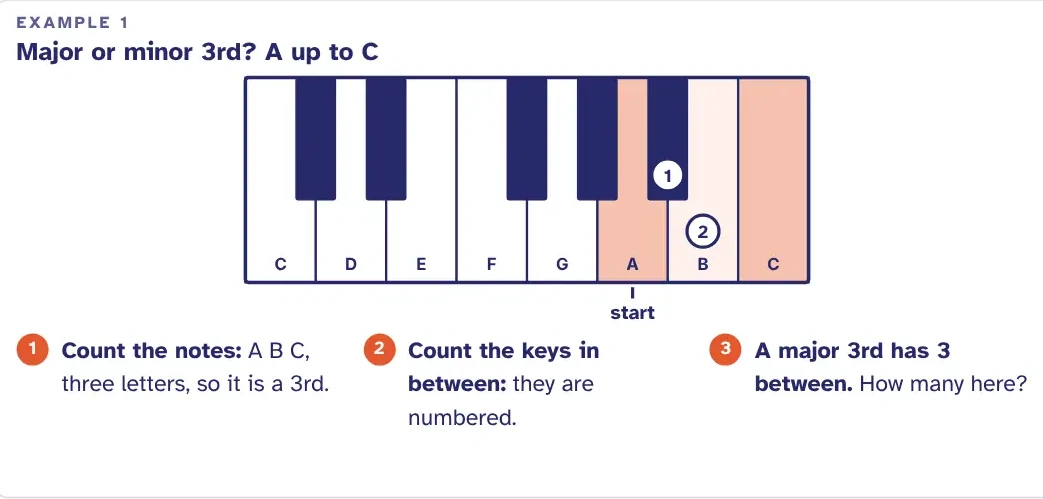 EXAMPLE 1
Major or minor 3rd? A up to C
1
2
C D E F G A B C
start
1 Count the notes: A B C,
three letters, so it is a 3rd.
2 Count the keys in
between: they are
numbered.
3 A major 3rd has 3
between. How many here?